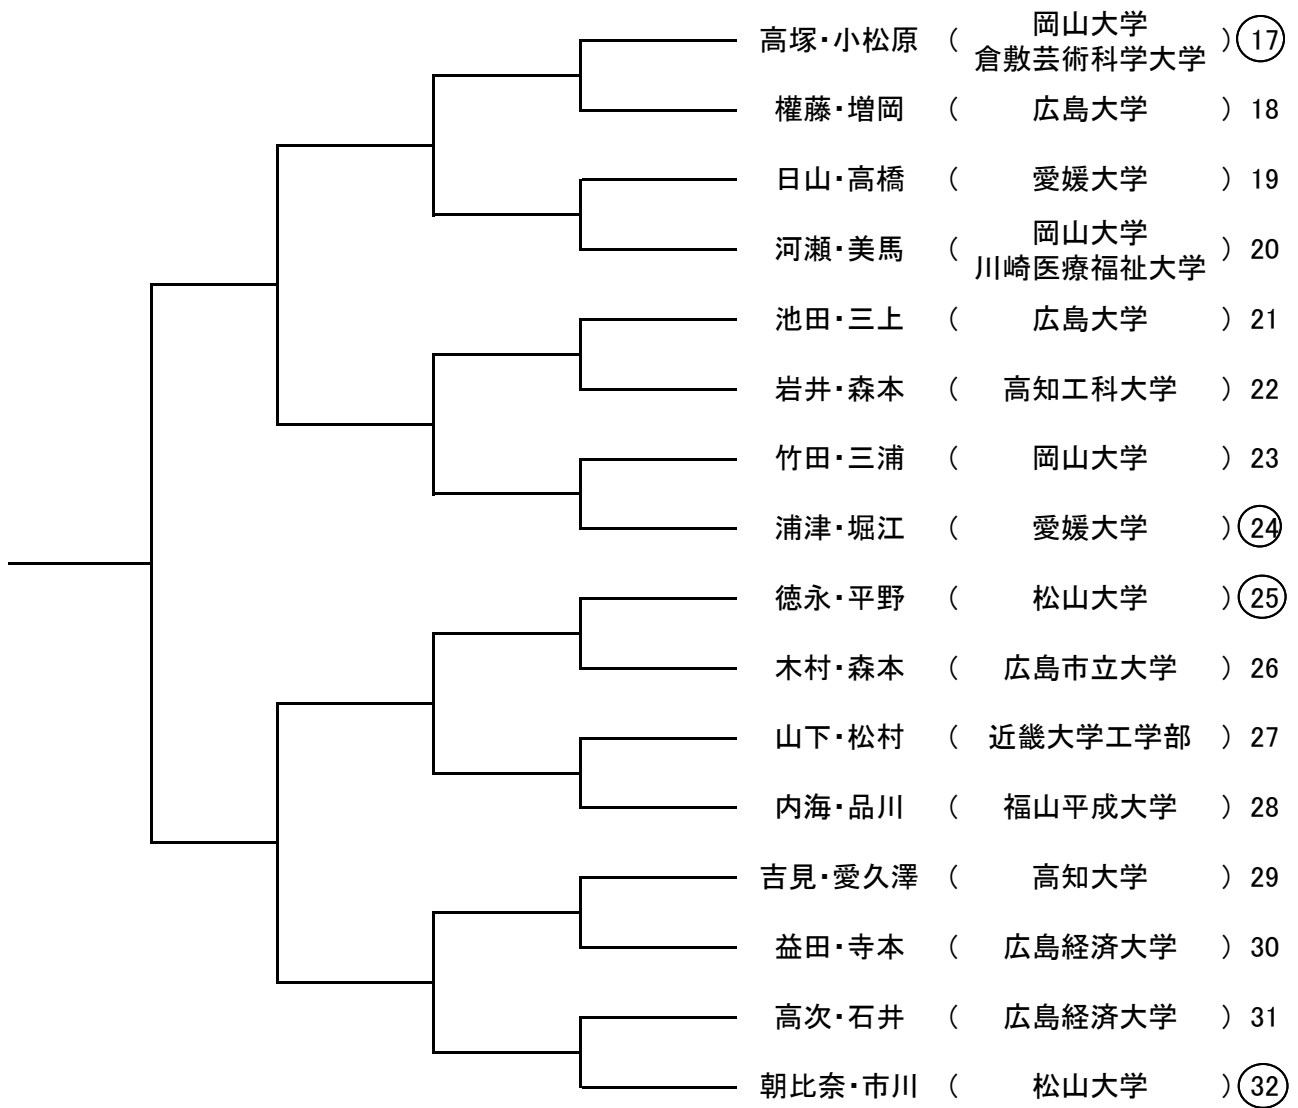 高塚・小松原 ( 岡山大学 倉敷芸術科学大学 ) 17
権藤・増岡 ( 広島大学 ) 18
日山・高橋 ( 愛媛大学 ) 19
河瀬・美馬 ( 岡山大学 川崎医療福祉大学 ) 20
池田・三上 ( 広島大学 ) 21
岩井・森本 ( 高知工科大学 ) 22
竹田・三浦 ( 岡山大学 ) 23
浦津・堀江 ( 愛媛大学 ) 24
徳永・平野 ( 松山大学 ) 25
木村・森本 ( 広島市立大学 ) 26
山下・松村 ( 近畿大学工学部 ) 27
内海・品川 ( 福山平成大学 ) 28
吉見・愛久澤 ( 高知大学 ) 29
益田・寺本 ( 広島経済大学 ) 30
高次・石井 ( 広島経済大学 ) 31
朝比奈・市川 ( 松山大学 ) 32